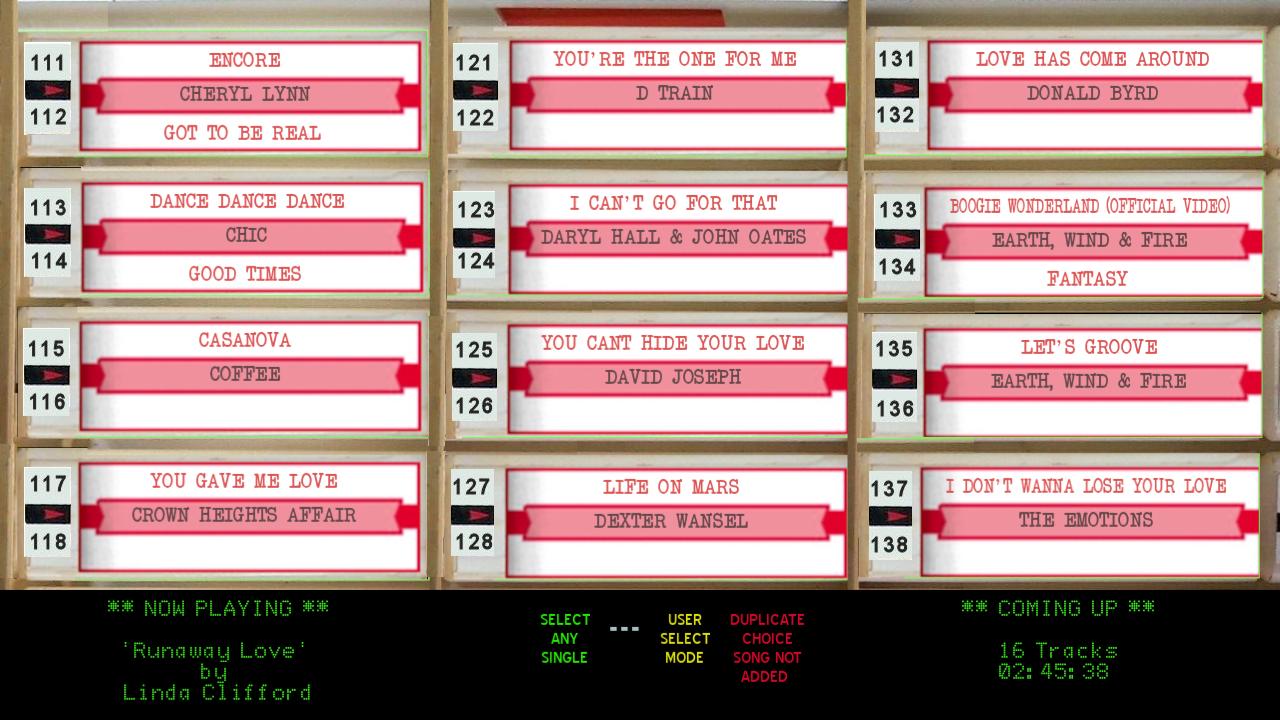 111
ENCORE
CHERYL LYNN
112
GOT TO BE REAL
113
DANCE DANCE DANCE
CHIC
114
GOOD TIMES
115
CASANOVA
COFFEE
116
117
YOU GAVE ME LOVE
CROWN HEIGHTS AFFAIR
118
121
YOU'RE THE ONE FOR ME
D TRAIN
122
123
I CAN'T GO FOR THAT
DARYL HALL & JOHN OATES
124
125
YOU CANT HIDE YOUR LOVE
DAVID JOSEPH
126
127
LIFE ON MARS
DEXTER WANSEL
128
131
LOVE HAS COME AROUND
DONALD BYRD
132
133
BOOGIE WONDERLAND (OFFICIAL VIDEO)
EARTH, WIND & FIRE
134
FANTASY
135
LET'S GROOVE
EARTH, WIND & FIRE
136
137
I DON'T WANNA LOSE YOUR LOVE
THE EMOTIONS
138
** NOW PLAYING **
'Runaway Love'
by
Linda Clifford
SELECT
ANY
SINGLE
---
USER
SELECT
MODE
DUPLICATE
CHOICE
SONG NOT
ADDED
** COMING UP **
16 Tracks
02:45:38